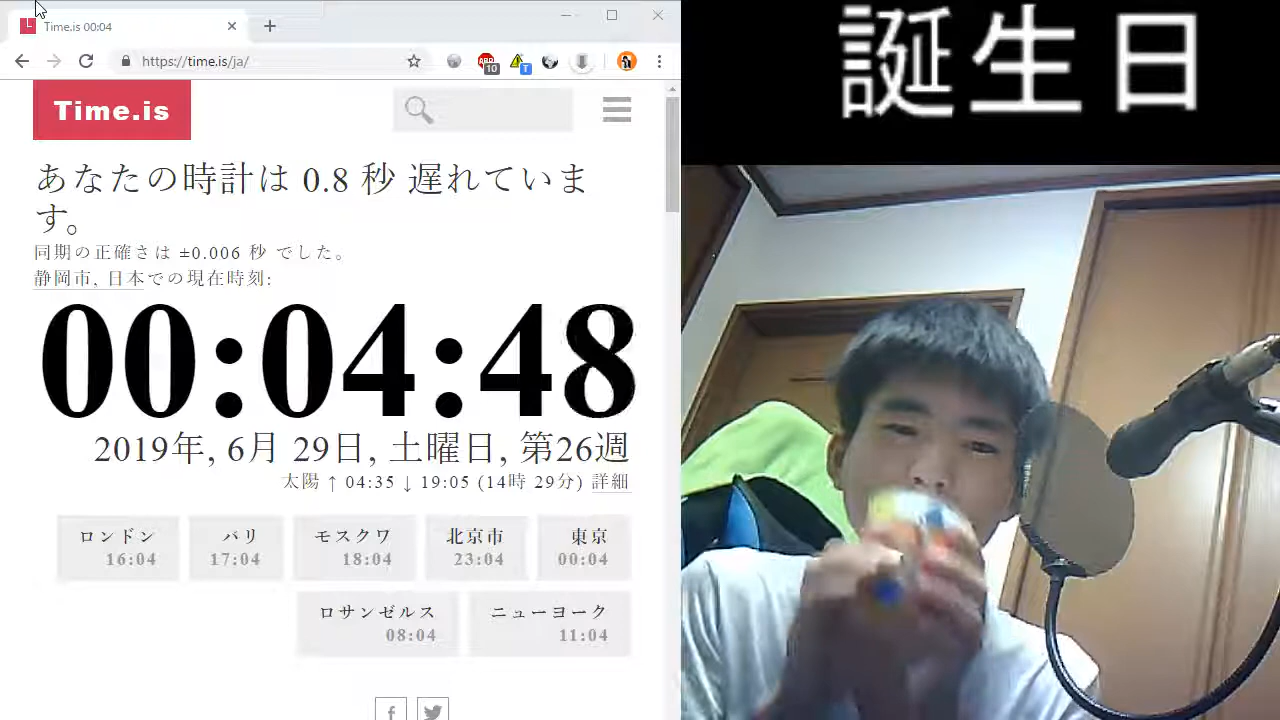 Time.is 00:04
https://time.is/ja/
ABP
10
T
Time.is
あなたの時計は 0.8 秒 遅れていま
す。
同期の正確さは ±0.006 秒 でした。
静岡市, 日本での現在時刻:
00:04:48
2019年, 6月 29日, 土曜日, 第26週
太陽 ↑ 04:35 ↓ 19:05 (14時 29分) 詳細
ロンドン
16:04
パリ
17:04
モスクワ
18:04
北京市
23:04
東京
00:04
ロサンゼルス
08:04
ニューヨーク
11:04
誕生日